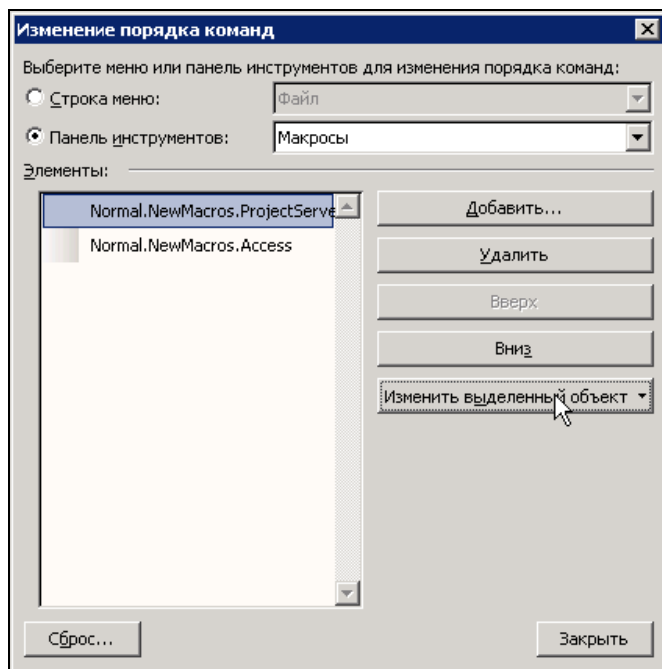 Изменение порядка команд
Выберите меню или панель инструментов для изменения порядка команд:
Строка меню:
Файл
Панель инструментов:
Макросы
Элементы:
Normal.NewMacros.ProjectServe
Normal.NewMacros.Access
Добавить...
Удалить
Вверх
Вниз
Изменить выделенный объект
Сброс...
Закрыть